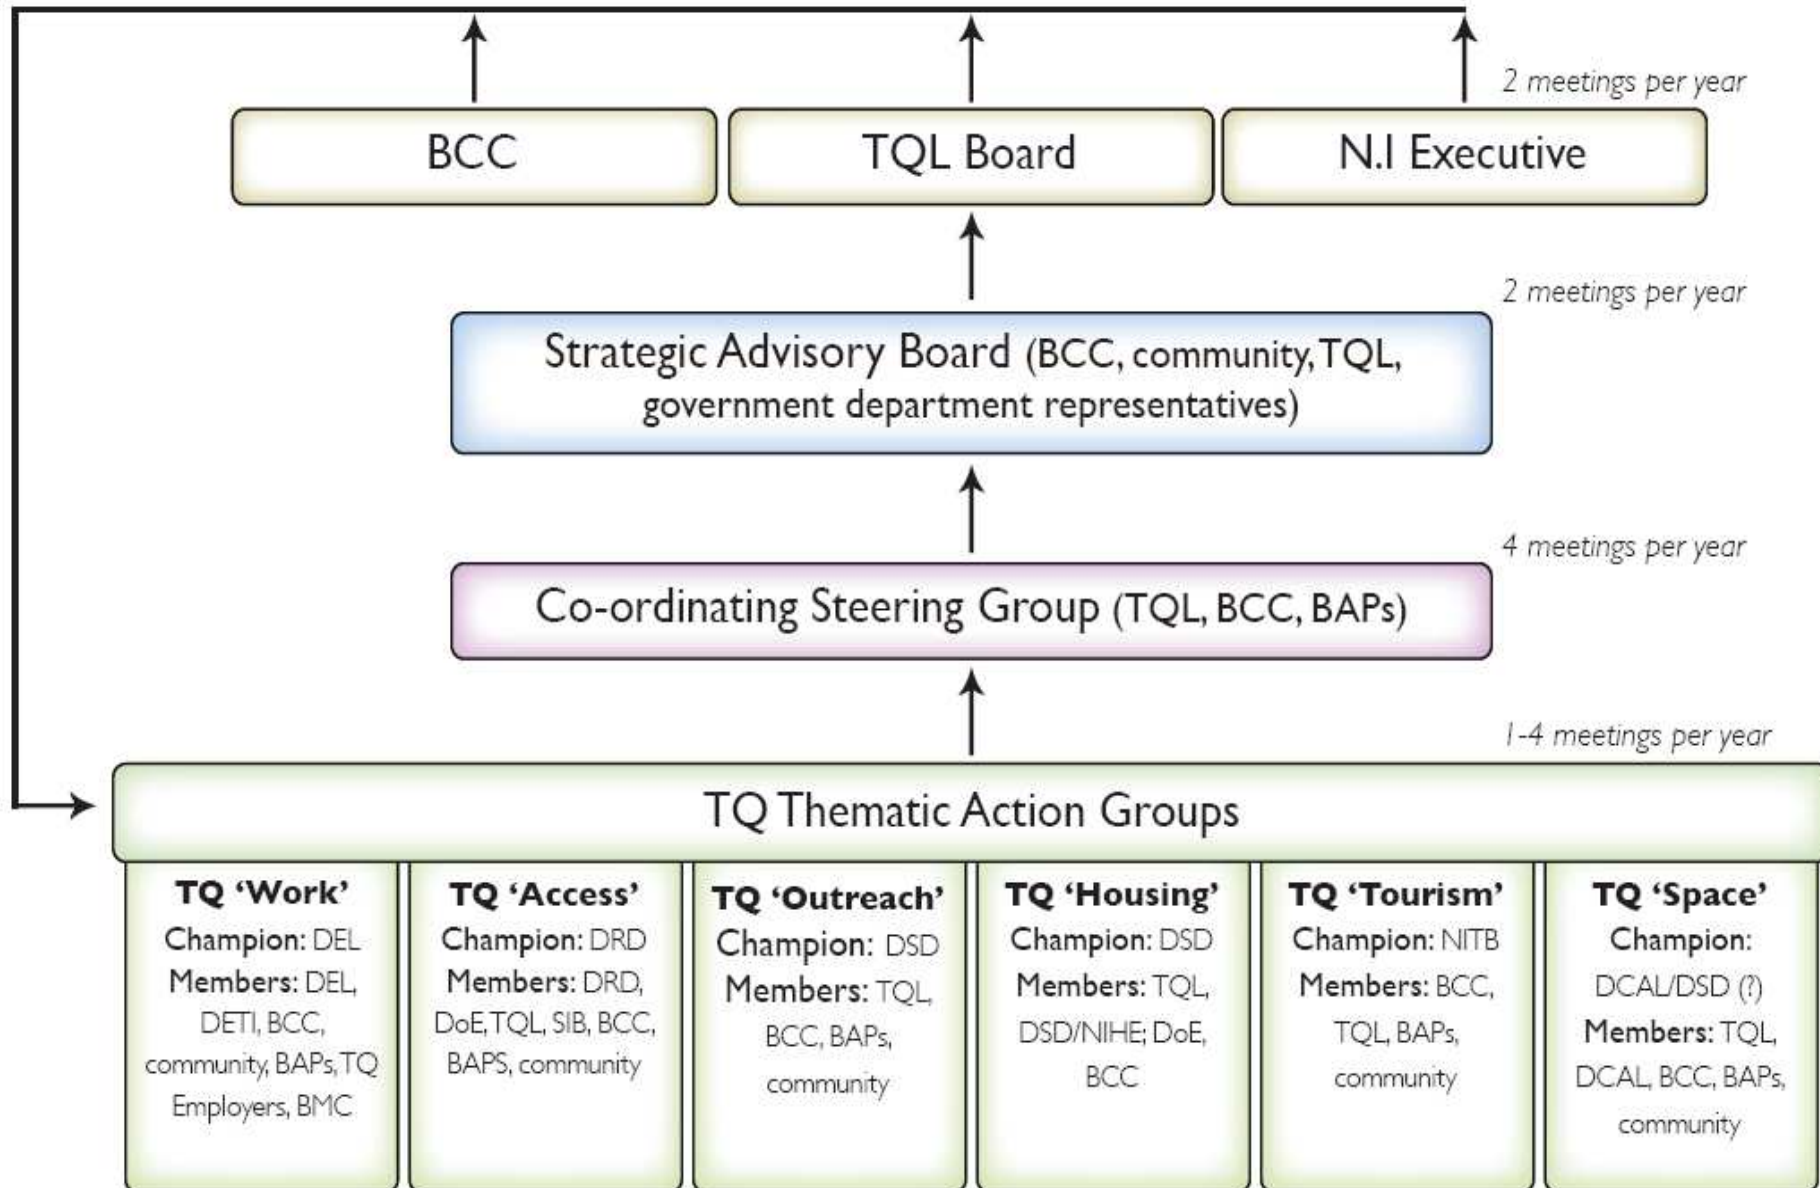 2 meetings per year
BCC
TQL Board
N.I Executive
2 meetings per year
Strategic Advisory Board (BCC, community, TQL,
government department representatives)
4 meetings per year
Co-ordinating Steering Group (TQL, BCC, BAPs)
1-4 meetings per year
TQ Thematic Action Groups
TQ ‘Work’
Champion: DEL
Members: DEL,
DETI, BCC,
community, BAPs, TQ
Employers, BMC
TQ ‘Access’
Champion: DRD
Members: DRD,
DoE, TQL, SIB, BCC,
BAPS, community
TQ ‘Outreach’
Champion: DSD
Members: TQL,
BCC, BAPs,
community
TQ ‘Housing’
Champion: DSD
Members: TQL,
DSD/NIHE; DoE,
BCC
TQ ‘Tourism’
Champion: NITB
Members: BCC,
TQL, BAPs,
community
TQ ‘Space’
Champion:
DCAL/DSD (?)
Members: TQL,
DCAL, BCC, BAPs,
community